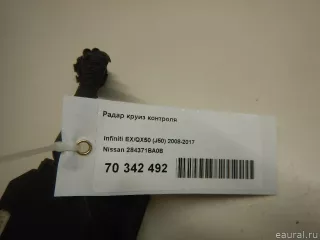 Радар круиз контроля
Infiniti EX/QX50 (J50) 2008-2017
Nissan 284371BA0B
70 342 492
© eaural.ru